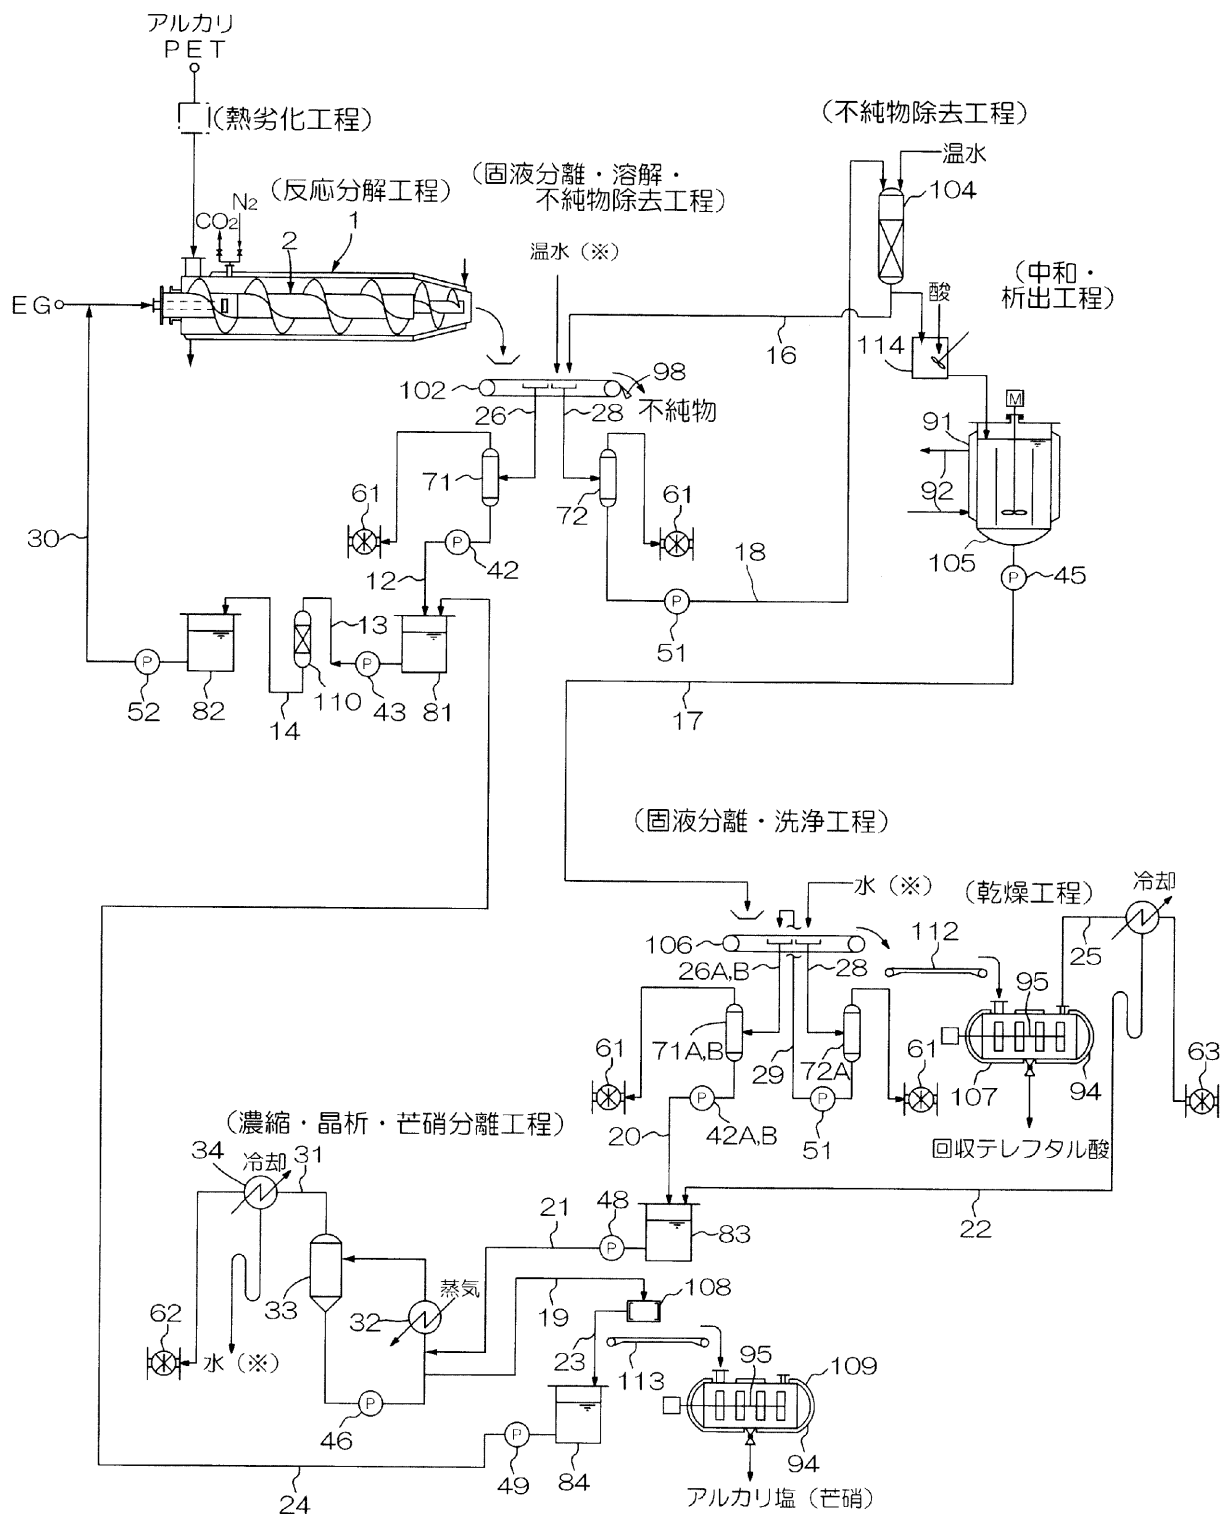 アルカリ
PET
(熱劣化工程)
(不純物除去工程)
温水
104
(固液分離・溶解・
不純物除去工程)
(反応分解工程)
N2
CO2
1
2
温水(※)
(中和・
析出工程)
酸
EG
16
114
98
102
不純物
26
28
M
91
71
72
92
61
61
105
30
P
42
12
18
P
45
13
P
51
P
52
82
14
110
P
43
81
17
(固液分離・洗浄工程)
水(※)
(乾燥工程)
冷却
106
112
25
26A,B
28
95
71A,B
29
72A
61
61
107
94
63
P
42A,B
P
51
20
回収テレフタル酸
(濃縮・晶析・芒硝分離工程)
34
冷却
31
21
48
P
83
22
33
32
蒸気
19
108
62
水(※)
23
113
95
109
P
46
P
49
84
94
24
アルカリ塩(芒硝)